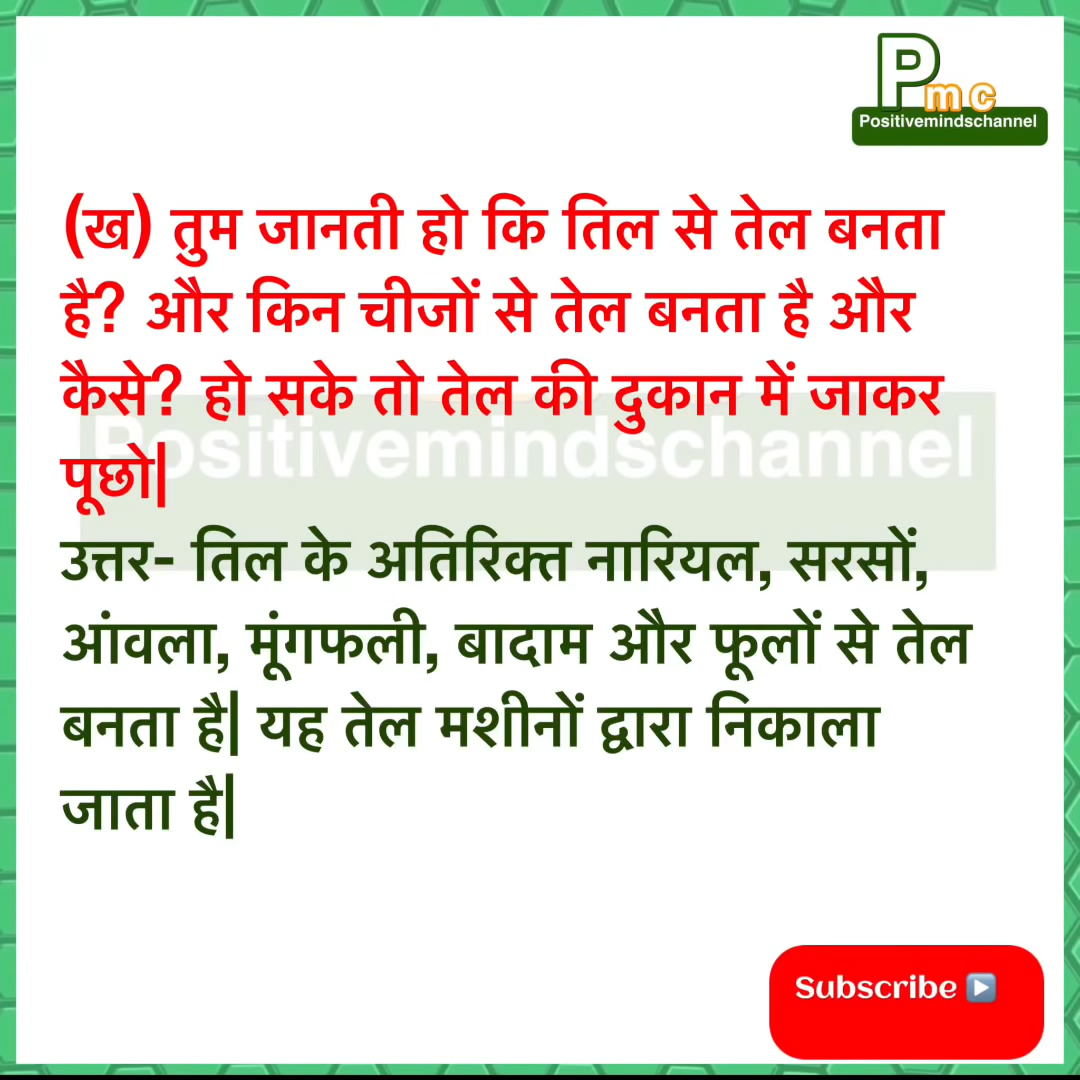 Pmc
Positivemindschannel
(ख) तुम जानती हो कि तिल से तेल बनता
है? और किन चीजों से तेल बनता है और
कैसे? हो सके तो तेल की दुकान में जाकर
Positivemindschannel
पूछो|
उत्तर- तिल के अतिरिक्त नारियल, सरसों,
आंवला, मूंगफली, बादाम और फूलों से तेल
बनता है| यह तेल मशीनों द्वारा निकाला
जाता है|
Subscribe